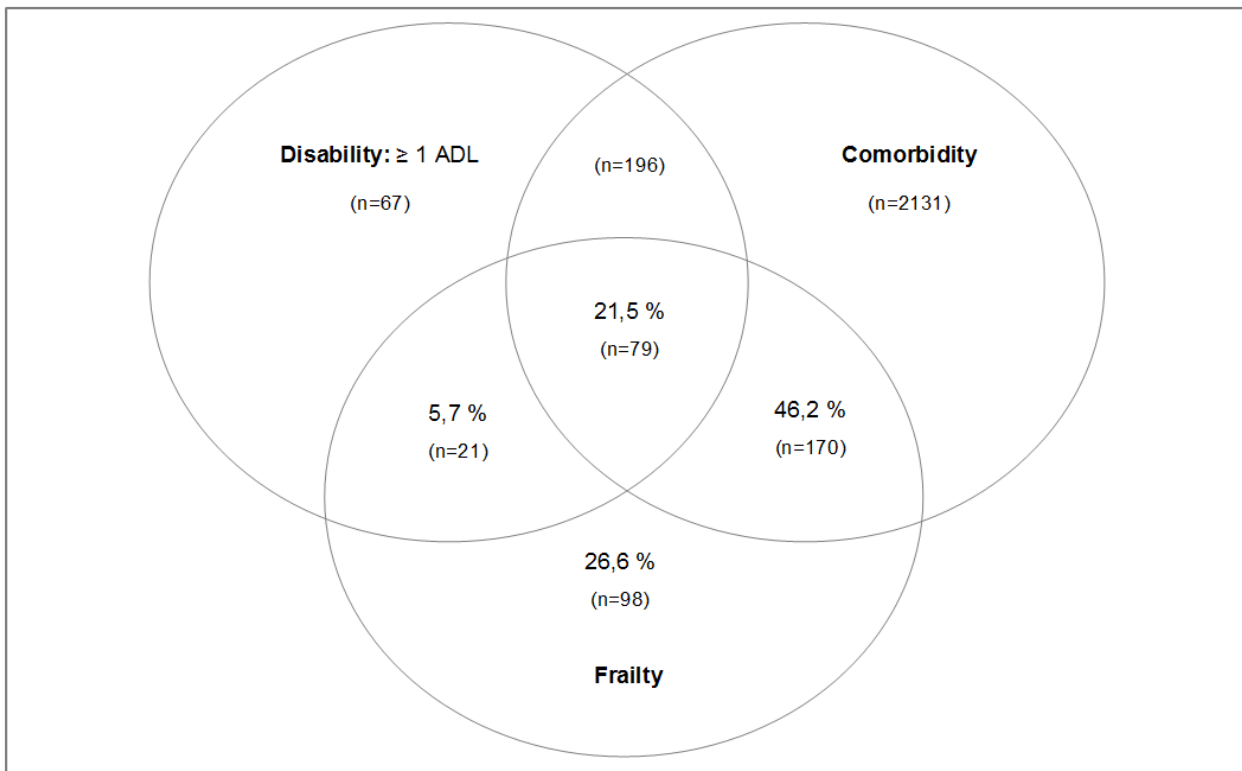 Disability: ≥ 1 ADL
(n=67)
(n=196)
Comorbidity
(n=2131)
21,5 %
(n=79)
5,7 %
(n=21)
46,2 %
(n=170)
26,6 %
(n=98)
Frailty